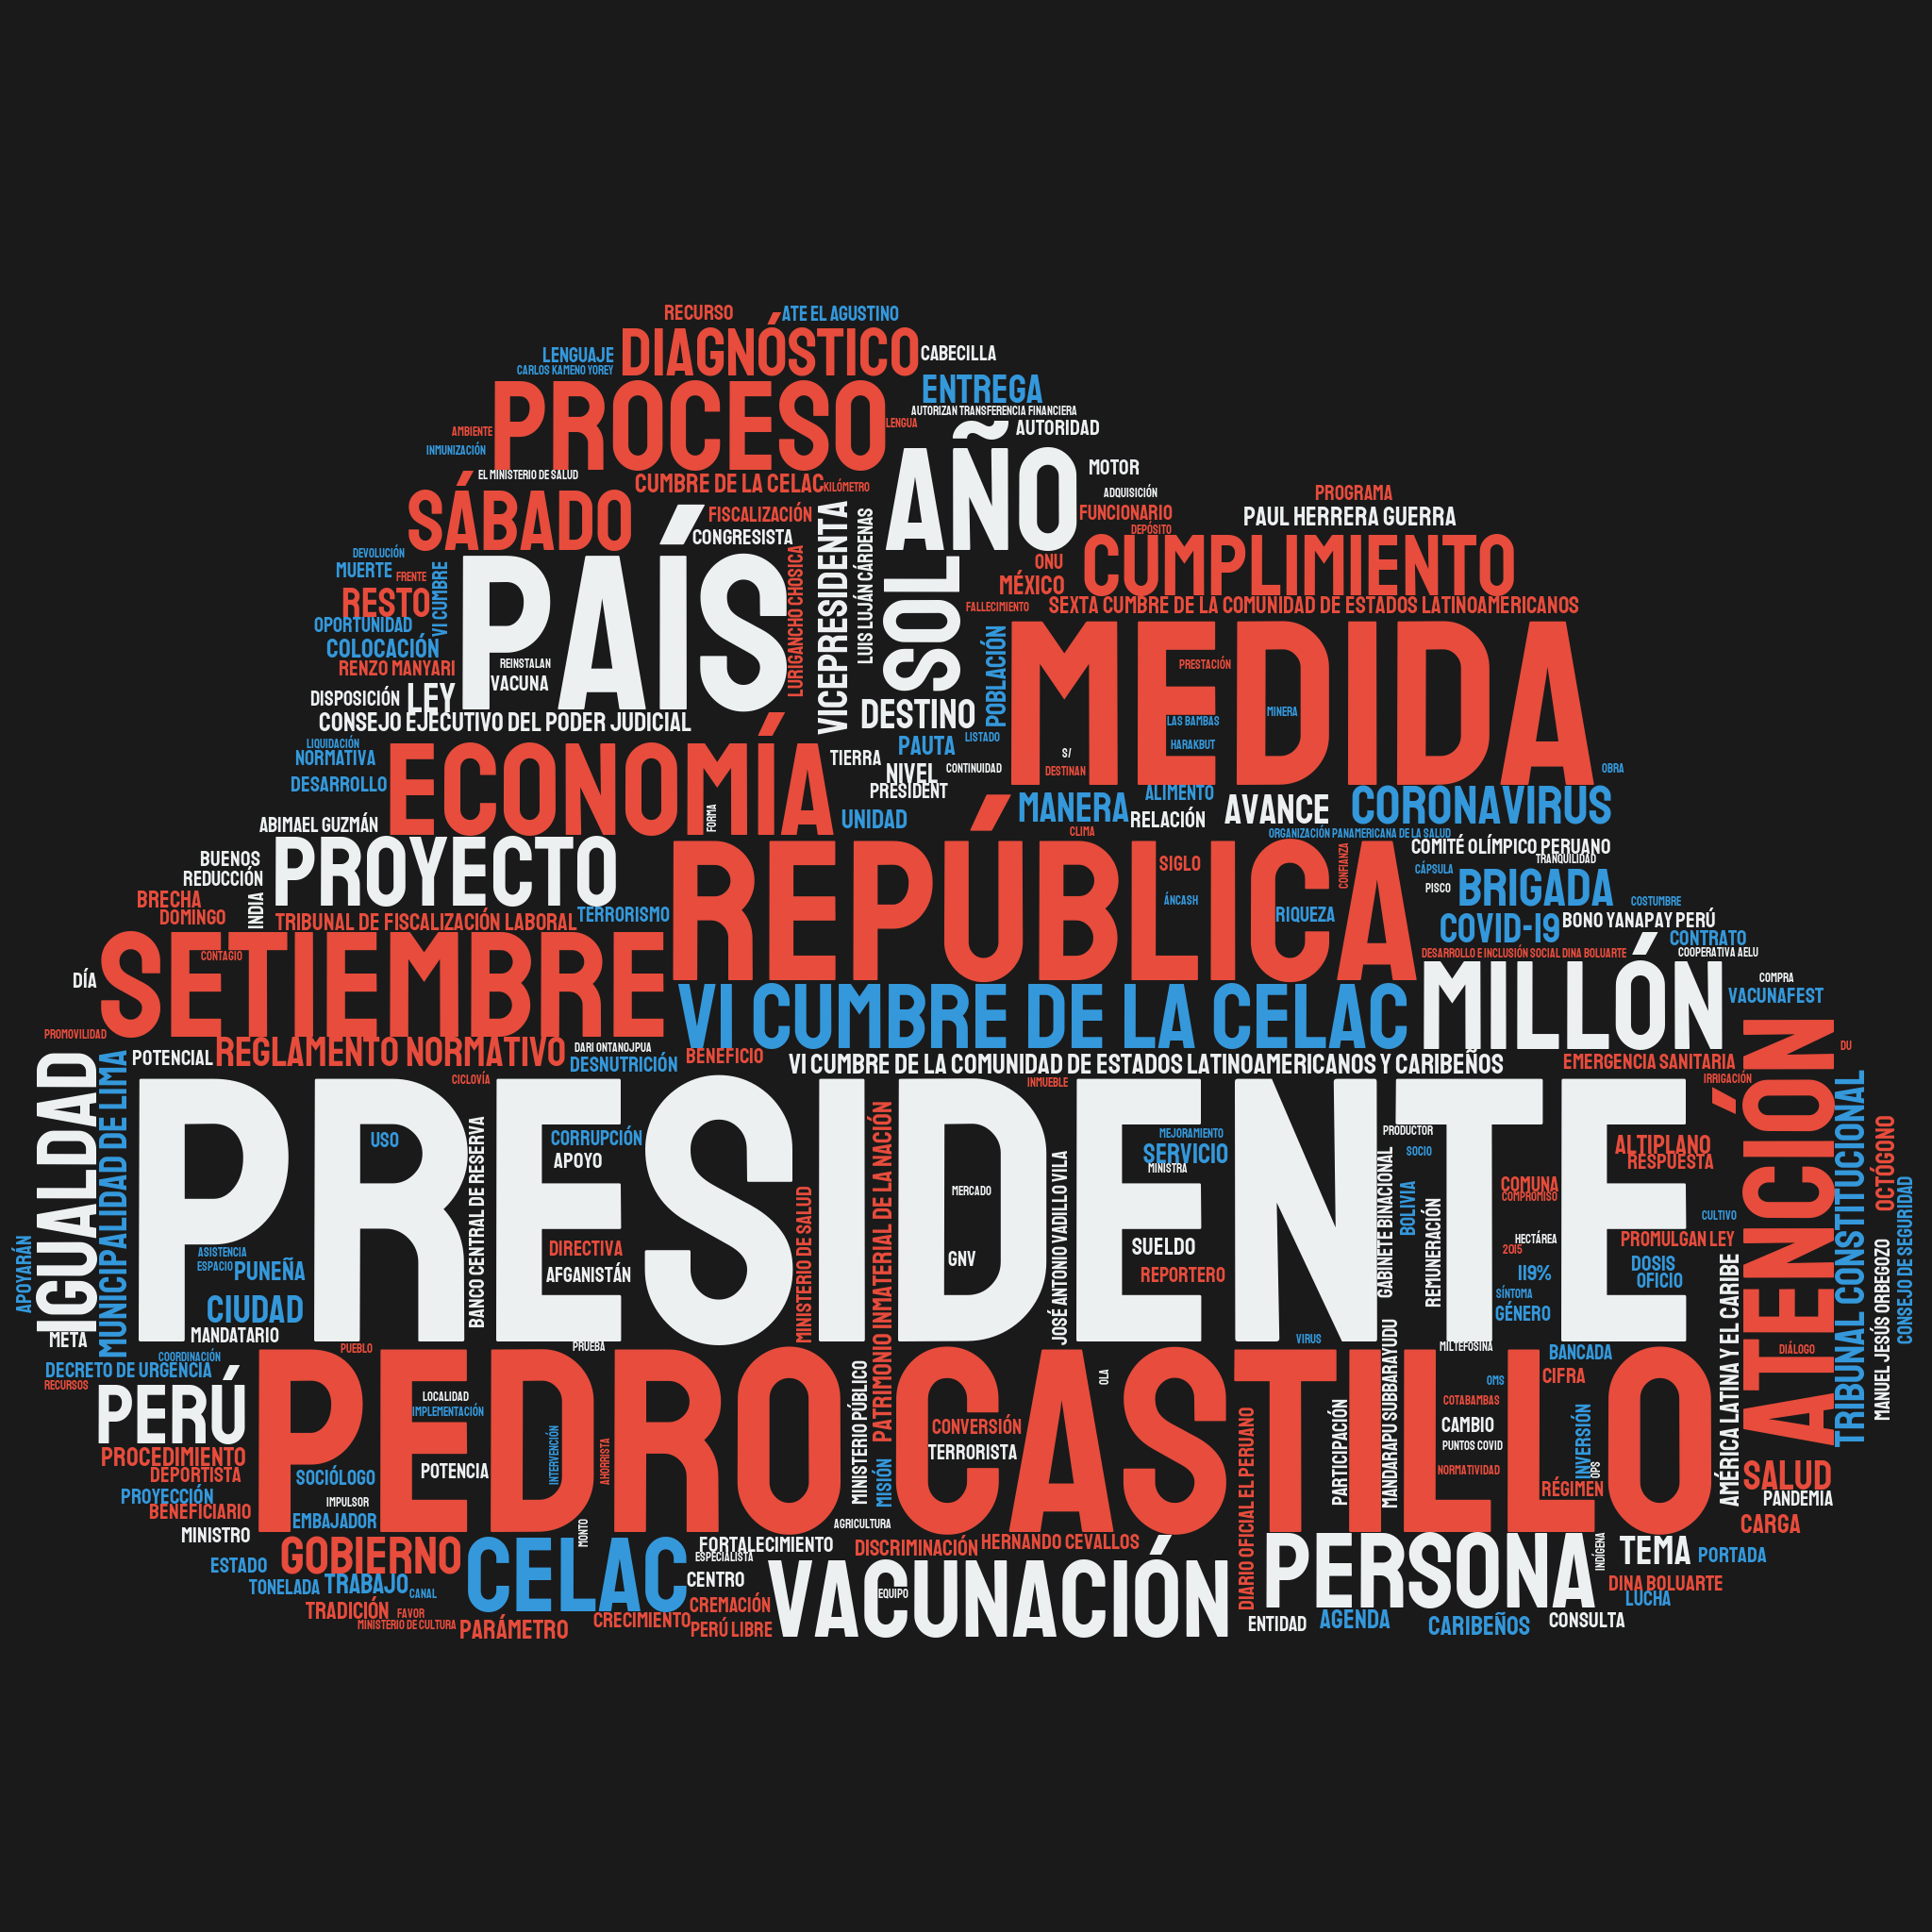 RECURSO
ATE EL AGUSTINO
DIAGNÓSTICO
LENGUAJE
CABECILLA
CARLOS KAMENO YOREY
ENTREGA
PROCESO
AUTORIZAN TRANSFERENCIA FINANCIERA
LENGUA
AMBIENTE
AUTORIDAD
INMUNIZACIÓN
AÑO
MOTOR
EL MINISTERIO DE SALUD
CUMBRE DE LA CELAC
KILÓMETRO
ADQUISICIÓN
PROGRAMA
SÁBADO
FISCALIZACIÓN
FUNCIONARIO
PAUL HERRERA GUERRA
CONGRESISTA
DEPÓSITO
DEVOLUCIÓN
MUERTE
FRENTE
VI CUMBRE
PAÍS
LURIGANCHO CHOSICA
VICEPRESIDENTA
LUIS LUJÁN CÁRDENAS
SOL
ONU
MÉXICO
CUMPLIMIENTO
RESTO
FALLECIMIENTO
SEXTA CUMBRE DE LA COMUNIDAD DE ESTADOS LATINOAMERICANOS
OPORTUNIDAD
COLOCACIÓN
RENZO MANYARI
REINSTALAN
VACUNA
POBLACIÓN
MEDIDA
PRESTACIÓN
DISPOSICIÓN
LEY
DESTINO
LAS BAMBAS
MINERA
CONSEJO EJECUTIVO DEL PODER JUDICIAL
LIQUIDACIÓN
NORMATIVA
PAUTA
LISTADO
HARAKBUT
ECONOMÍA
TIERRA
S/
NIVEL
CONTINUIDAD
DESTINAN
OBRA
DESARROLLO
PRESIDENT
FORMA
MANERA
ALIMENTO
AVANCE
CORONAVIRUS
ABIMAEL GUZMÁN
UNIDAD
RELACIÓN
CLIMA
ORGANIZACIÓN PANAMERICANA DE LA SALUD
PROYECTO
REPÚBLICA
COMITÉ OLÍMPICO PERUANO
BUENOS
SIGLO
CONFIANZA
TRANQUILIDAD
REDUCCIÓN
CÁPSULA
PISCO
BRIGADA
BRECHA
INDIA
ÁNCASH
COSTUMBRE
DOMINGO
TRIBUNAL DE FISCALIZACIÓN LABORAL
TERRORISMO
RIQUEZA
COVID-19
BONO YANAPAY PERÚ
CONTRATO
SETIEMBRE
CONTAGIO
DESARROLLO E INCLUSIÓN SOCIAL DINA BOLUARTE
COOPERATIVA AELU
DÍA
VI CUMBRE DE LA CELAC
MILLÓN
COMPRA
VACUNAFEST
PROMOVILIDAD
REGLAMENTO NORMATIVO
DARI ONTANOJPUA
DU
POTENCIAL
DESNUTRICIÓN
BENEFICIO
VI CUMBRE DE LA COMUNIDAD DE ESTADOS LATINOAMERICANOS Y CARIBEÑOS
EMERGENCIA SANITARIA
IGUALDAD
MUNICIPALIDAD DE LIMA
CICLOVÍA
INMUEBLE
IRRIGACIÓN
ATENCIÓN
TRIBUNAL CONSTITUCIONAL
PRESIDENTE
USO
BANCO CENTRAL DE RESERVA
CORRUPCIÓN
APOYO
PATRIMONIO INMATERIAL DE LA NACIÓN
MERCADO
JOSÉ ANTONIO VADILLO VILA
MEJORAMIENTO
SERVICIO
MINISTRA
PRODUCTOR
SOCIO
GABINETE BINACIONAL
BOLIVIA
REMUNERACIÓN
COMUNA
COMPROMISO
ALTIPLANO
RESPUESTA
OCTÓGONO
CONSEJO DE SEGURIDAD
MANUEL JESÚS ORBEGOZO
CULTIVO
APOYARÁN
ASISTENCIA
ESPACIO
PUNEÑA
DIRECTIVA
AFGANISTÁN
MINISTERIO DE SALUD
GNV
SUELDO
REPORTERO
HECTÁREA
2015
119%
SÍNTOMA
GÉNERO
PROMULGAN LEY
DOSIS
OFICIO
AMÉRICA LATINA Y EL CARIBE
CIUDAD
META
MANDATARIO
PUEBLO
PRUEBA
VIRUS
MILTEFOSINA
BANCADA
DIÁLOGO
COORDINACIÓN
DECRETO DE URGENCIA
RECURSOS
PEDRO CASTILLO
OLA
MANDARAPU SUBBARAYUDU
OMS
CIFRA
PERÚ
LOCALIDAD
IMPLEMENTACIÓN
MINISTERIO PÚBLICO
COTABAMBAS
CAMBIO
CONVERSIÓN
TERRORISTA
DIARIO OFICIAL EL PERUANO
PARTICIPACIÓN
PUNTOS COVID
INVERSIÓN
OPS
PROCEDIMIENTO
DEPORTISTA
SOCIÓLOGO
POTENCIA
INTERVENCIÓN
AHORRISTA
MISIÓN
NORMATIVIDAD
RÉGIMEN
SALUD
PROYECCIÓN
BENEFICIARIO
IMPULSOR
PANDEMIA
EMBAJADOR
MINISTRO
MONTO
AGRICULTURA
CARGA
GOBIERNO
CELAC
FORTALECIMIENTO
DISCRIMINACIÓN
HERNANDO CEVALLOS
PERSONA
INDÍGENA
TEMA
PORTADA
ESTADO
ESPECIALISTA
VACUNACIÓN
EQUIPO
CENTRO
TONELADA
TRABAJO
CANAL
DINA BOLUARTE
LUCHA
CREMACIÓN
TRADICIÓN
FAVOR
CRECIMIENTO
PERÚ LIBRE
MINISTERIO DE CULTURA
PARÁMETRO
ENTIDAD
AGENDA
CARIBEÑOS
CONSULTA